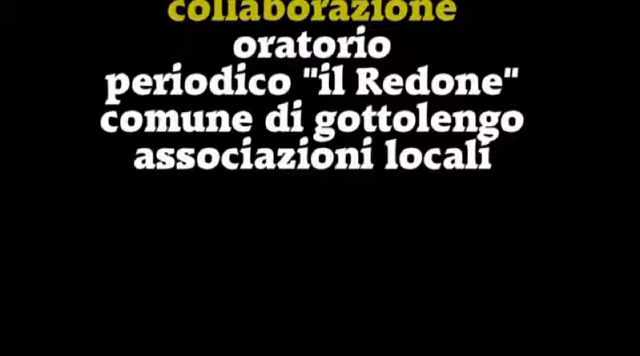 collaborazione
oratorio
periodico "il Redone"
comune di gottolengo
associazioni locali